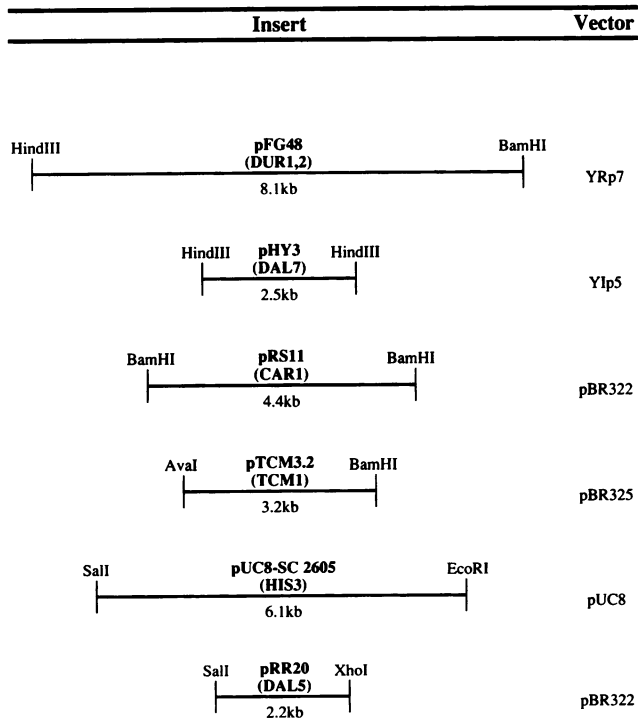 Insert Vector
pFG48
HindIII (DUR1,2) BamHI
8.1kb YRp7
HindIII pHY3 HindIII
(DAL7)
2.5kb YIp5
pRS11
BamHI (CAR1) BamHI
4.4kb pBR322
AvaI pTCM3.2 BamHI
(TCM1)
3.2kb pBR325
SalI pUC8-SC 2605 EcoRI
(HIS3)
6.1kb pUC8
SalI pRR20 XhoI
(DAL5)
2.2kb pBR322